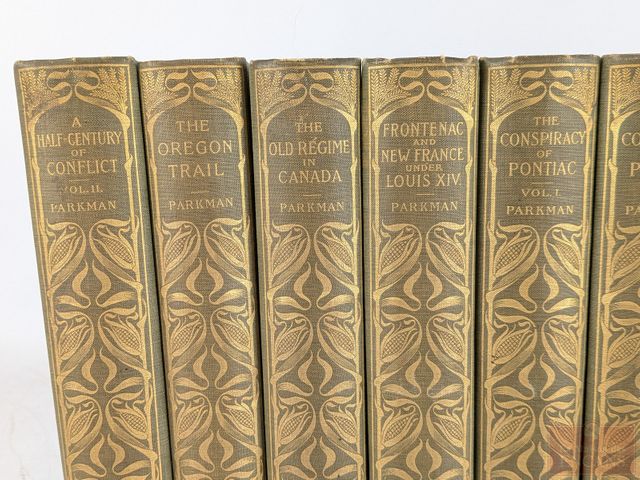 A
HALF-CENTURY
OF
CONFLICT
VOL. II.
PARKMAN
THE
OREGON
TRAIL
PARKMAN
THE
OLD RÉGIME
IN
CANADA
PARKMAN
FRONTENAC
AND
NEW FRANCE
UNDER
LOUIS XIV.
PARKMAN
THE
CONSPIRACY
OF
PONTIAC
VOL. I.
PARKMAN